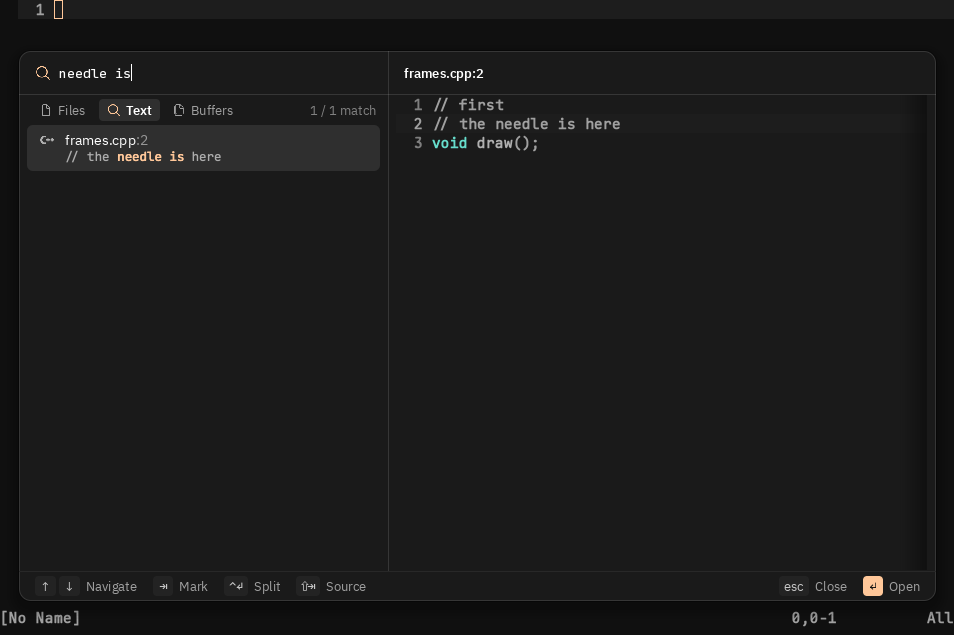 1
needle is
frames.cpp:2
Files Text Buffers 1 / 1 match
frames.cpp:2
// the needle is here
1 // first
2 // the needle is here
3 void draw();
↑ ↓ Navigate ⇥ Mark ^↵ Split ⇧⇥ Source esc Close ↵ Open
[No Name] 0,0-1 All